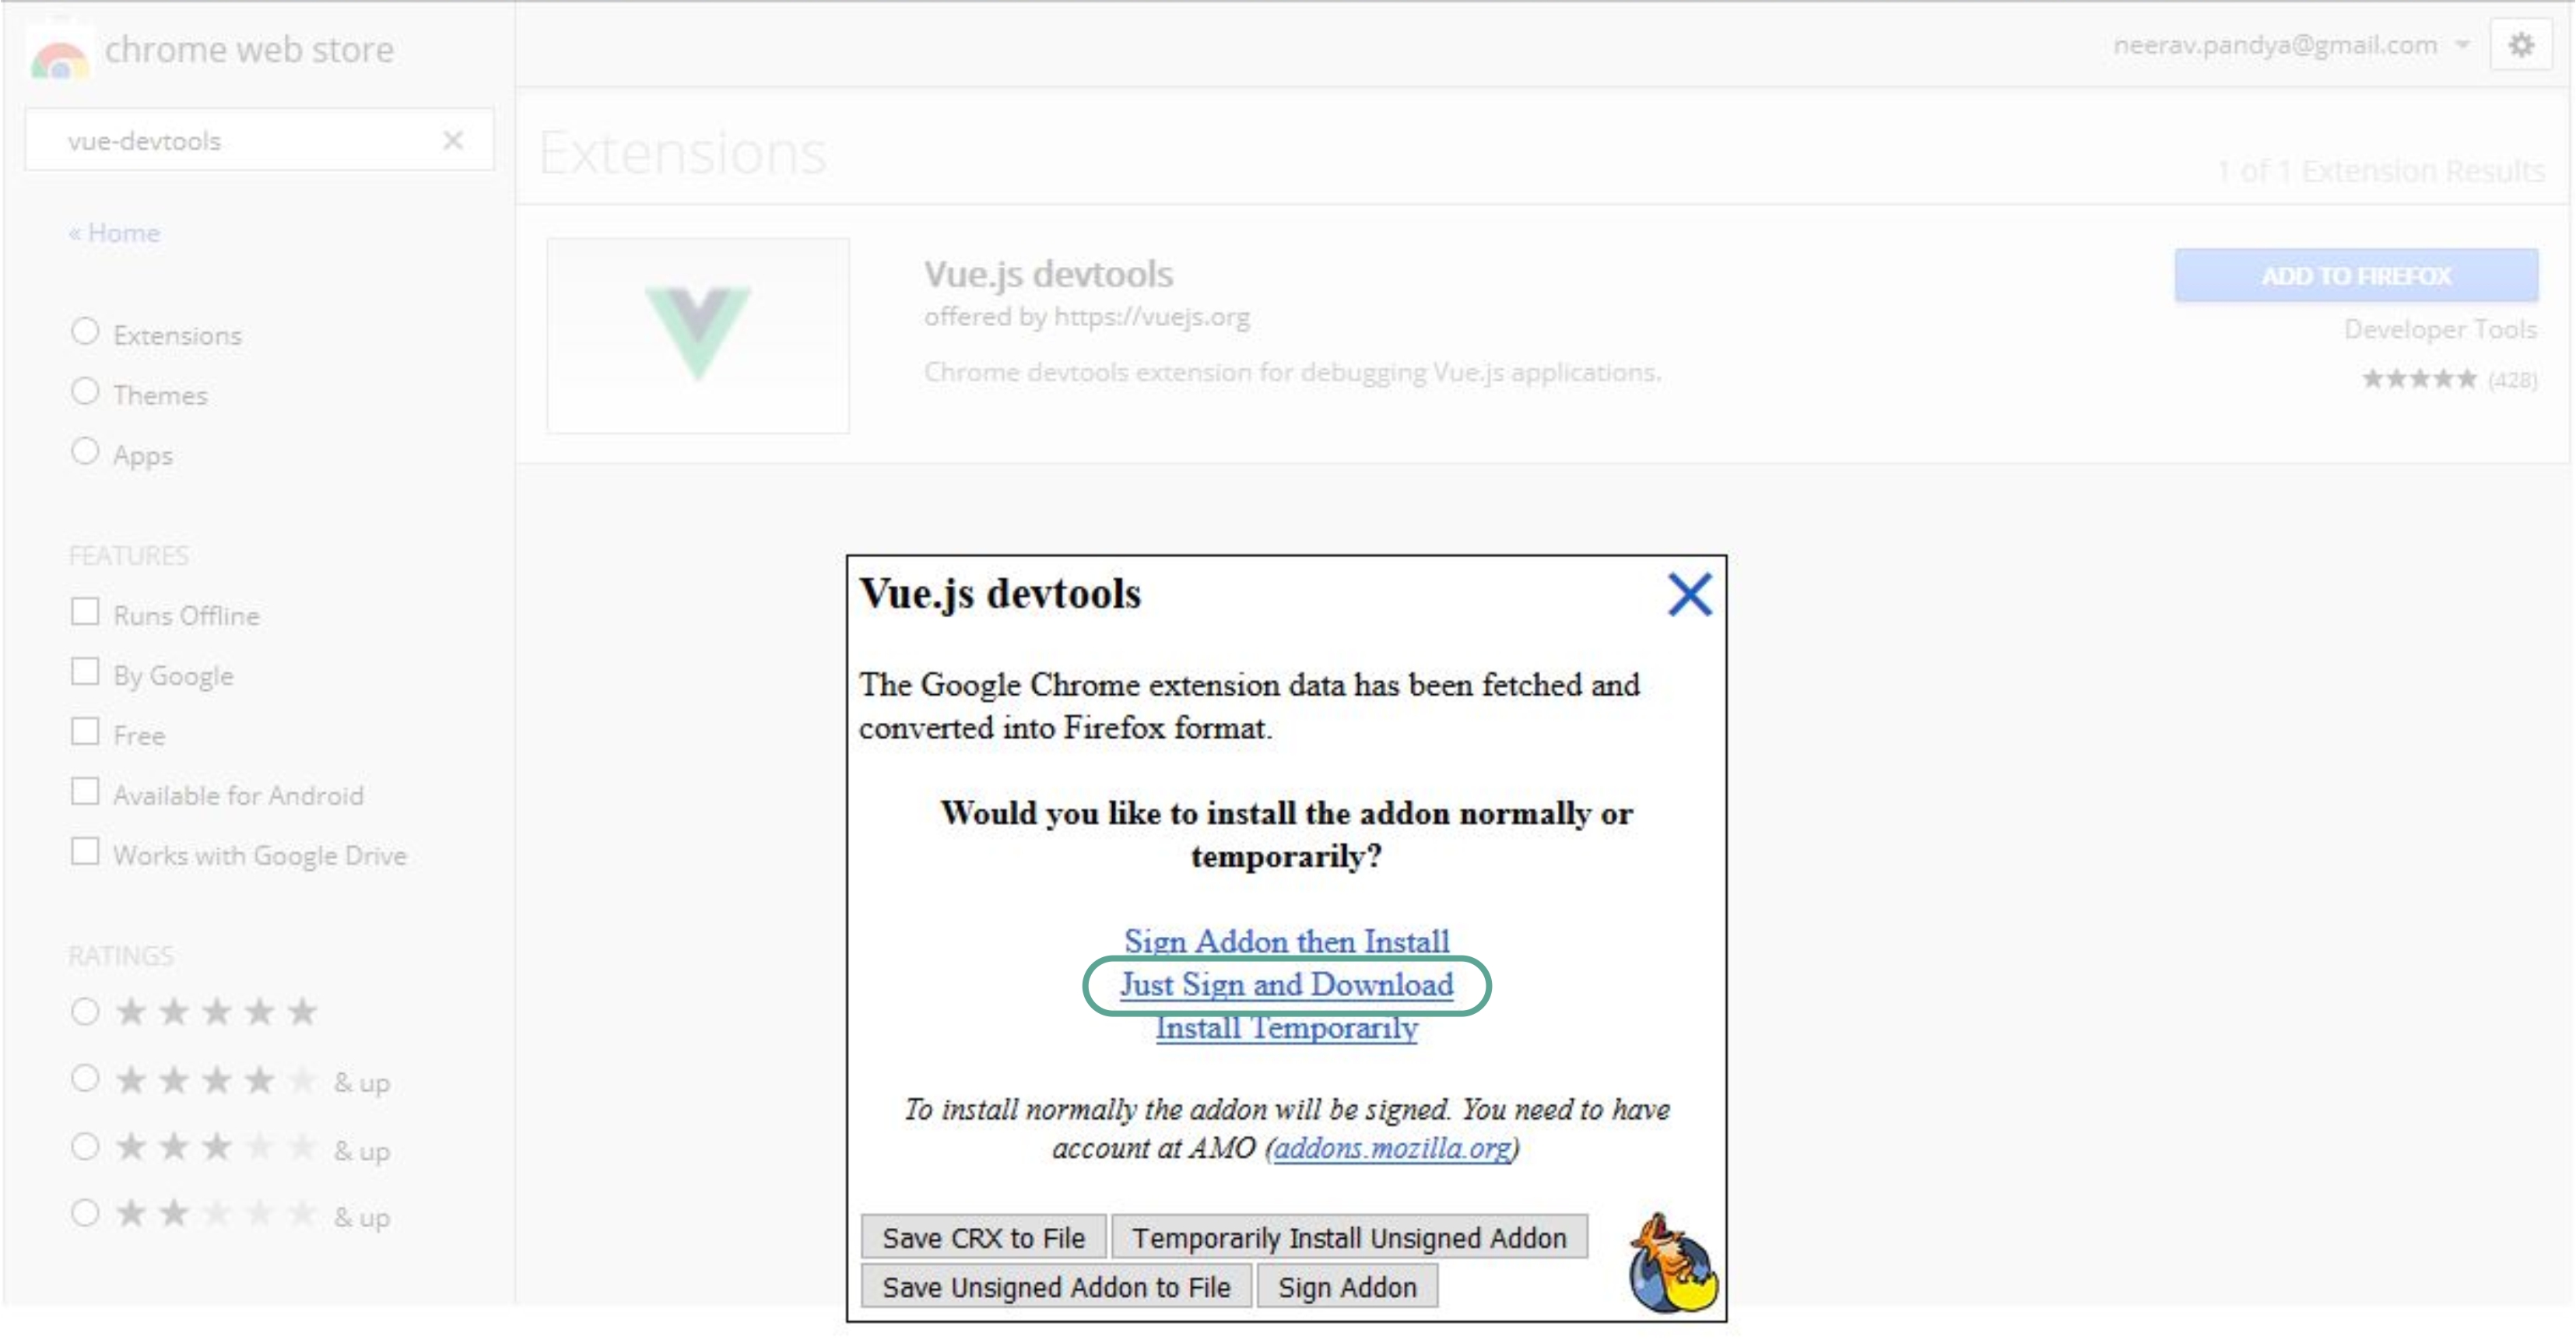 chrome web store
neerav.pandya@gmail.com
vue-devtools
Extensions
1 of 1 Extension Results
« Home
Extensions
Themes
Apps
FEATURES
Runs Offline
By Google
Free
Available for Android
Works with Google Drive
RATINGS
& up
& up
& up
Vue.js devtools
offered by https://vuejs.org
Chrome devtools extension for debugging Vue.js applications.
ADD TO FIREFOX
Developer Tools
(428)
Vue.js devtools
The Google Chrome extension data has been fetched and
converted into Firefox format.
Would you like to install the addon normally or
temporarily?
Sign Addon then Install
Just Sign and Download
Install Temporarily
To install normally the addon will be signed. You need to have
account at AMO (addons.mozilla.org)
Save CRX to File
Temporarily Install Unsigned Addon
Save Unsigned Addon to File
Sign Addon